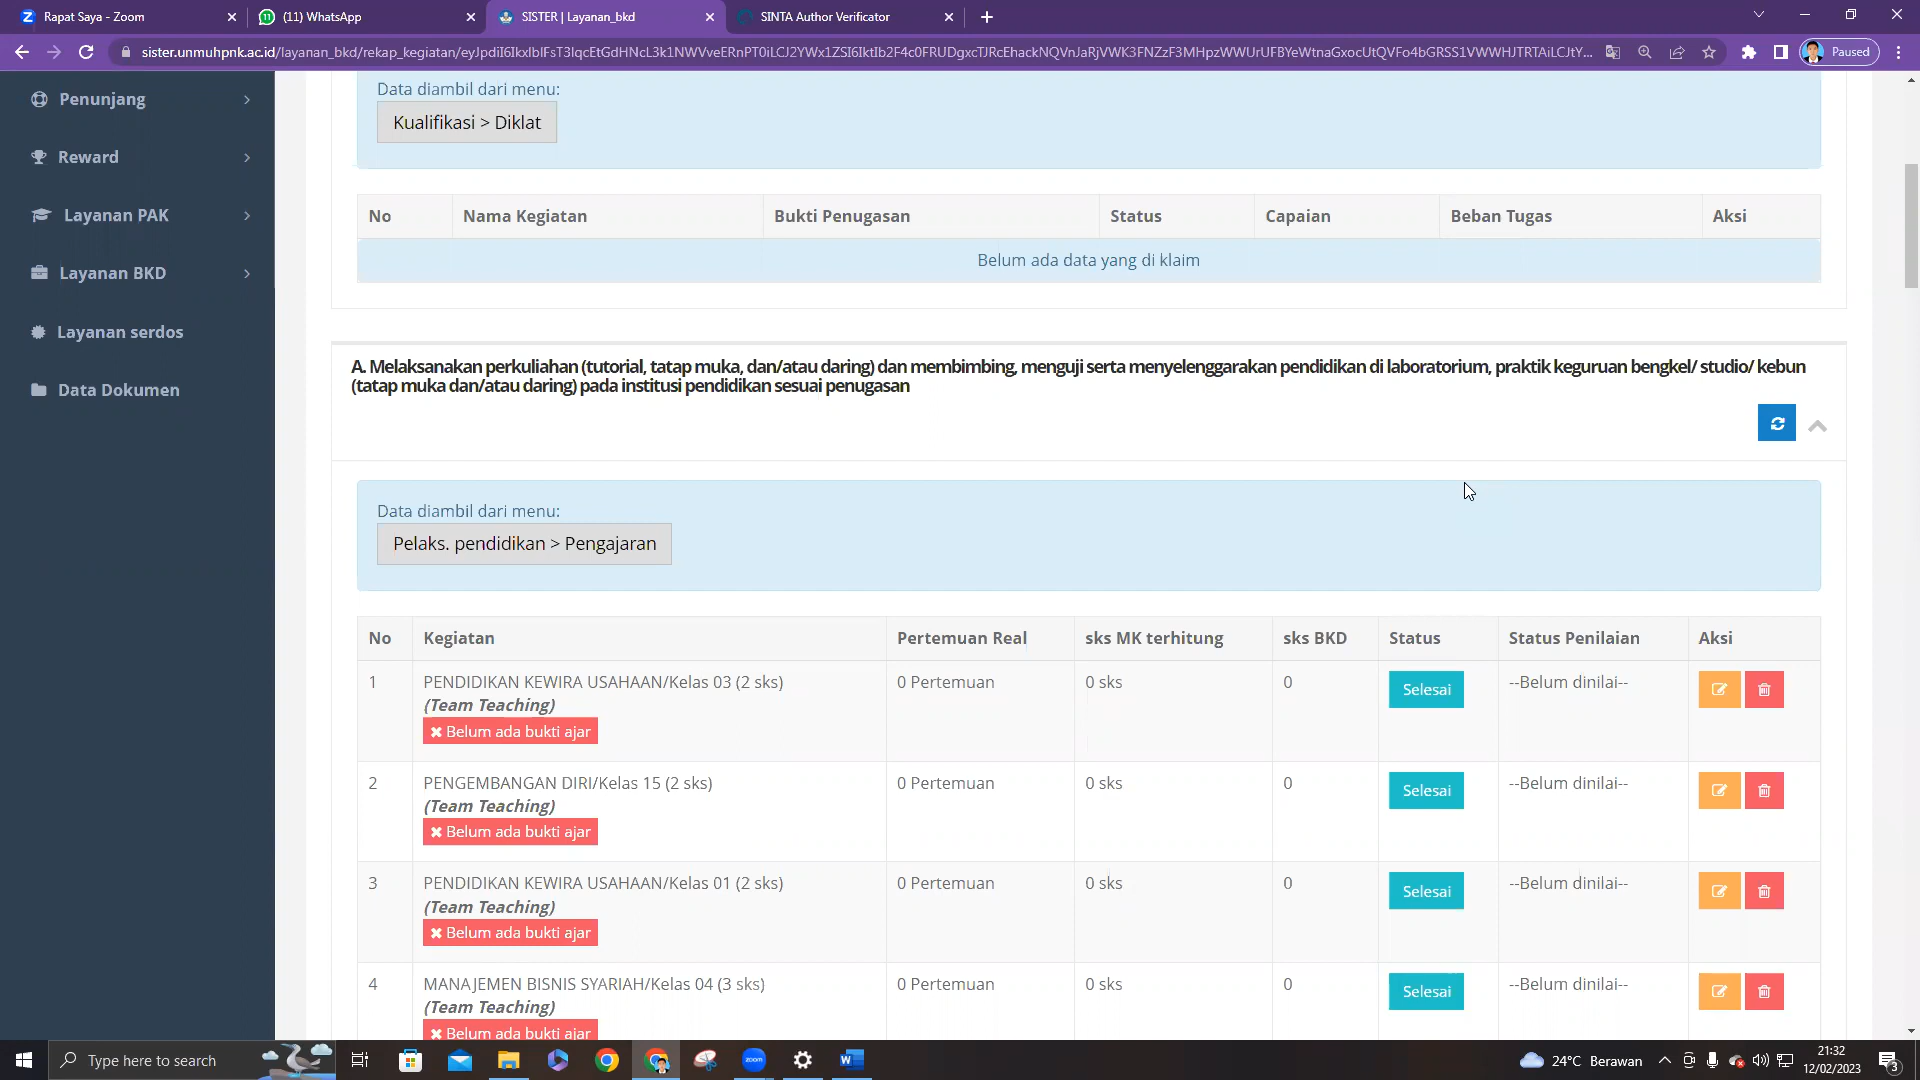 Rapat Saya - Zoom
(11) WhatsApp
SISTER | Layanan_bkd
SINTA Author Verificator
Paused
Penunjang
Reward
Layanan PAK
Layanan BKD
Layanan serdos
Data Dokumen
Data diambil dari menu:
Kualifikasi > Diklat
No Nama Kegiatan Bukti Penugasan Status Capaian Beban Tugas Aksi
Belum ada data yang di klaim
A. Melaksanakan perkuliahan (tutorial, tatap muka, dan/atau daring) dan membimbing, menguji serta menyelenggarakan pendidikan di laboratorium, praktik keguruan bengkel/ studio/ kebun
(tatap muka dan/atau daring) pada institusi pendidikan sesuai penugasan
Data diambil dari menu:
Pelaks. pendidikan > Pengajaran
No Kegiatan Pertemuan Real sks MK terhitung sks BKD Status Status Penilaian Aksi
1 PENDIDIKAN KEWIRA USAHAAN/Kelas 03 (2 sks) 0 Pertemuan 0 sks 0 Selesai --Belum dinilai--
(Team Teaching)
Belum ada bukti ajar
2 PENGEMBANGAN DIRI/Kelas 15 (2 sks) 0 Pertemuan 0 sks 0 Selesai --Belum dinilai--
(Team Teaching)
Belum ada bukti ajar
3 PENDIDIKAN KEWIRA USAHAAN/Kelas 01 (2 sks) 0 Pertemuan 0 sks 0 Selesai --Belum dinilai--
(Team Teaching)
Belum ada bukti ajar
4 MANAJEMEN BISNIS SYARIAH/Kelas 04 (3 sks) 0 Pertemuan 0 sks 0 Selesai --Belum dinilai--
(Team Teaching)
Belum ada bukti ajar
Type here to search
24°C Berawan
21:32
12/02/2023
3